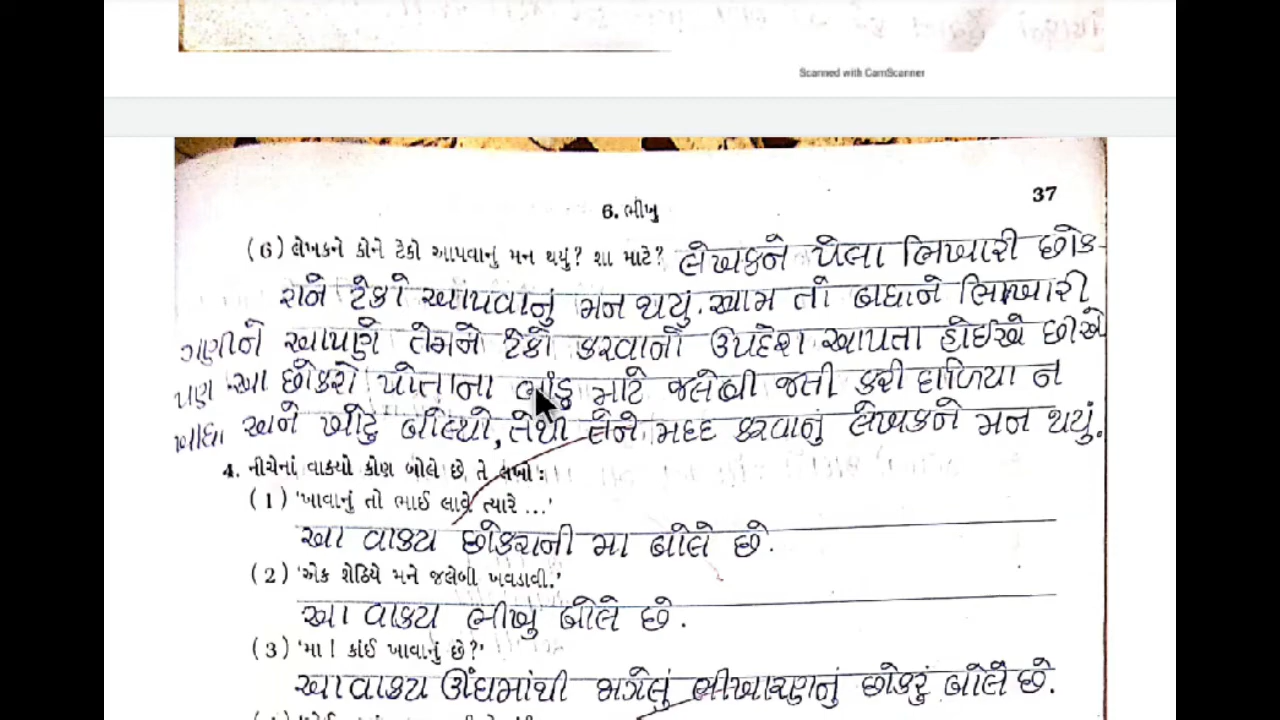 Scanned with CamScanner
37
6. ભીખુ
(6) લેખકને કોને ટેકો આપવાનું મન થયું? શા માટે? લેખકને પેલા ભિખારી છોક-
રાને ટેકો આપવાનું મન થયું. આમ તો બધાને ભિખારી
ગણીને આપણે તેમને ટેકો કરવાનો ઉપદેશ આપતા હોઈએ છીએ
પણ આ છોકરો પોતાના ભાંડુ માટે જલેબી જતી કરી દાળિયા ન
ખાધા અને ખોટુ બોલ્યો, તેથી તેને મદદ કરવાનું લેખકને મન થયું.
4. નીચેનાં વાક્યો કોણ બોલે છે, તે લખો :
(1) 'ખાવાનું તો ભાઈ લાવે ત્યારે ...'
આ વાક્ય છોકરાની મા બોલે છે.
(2) 'એક શેઠિયે મને જલેબી ખવડાવી.'
આ વાક્ય ભીખુ બોલે છે.
(3) 'મા! કાંઈ ખાવાનું છે?'
આ વાક્ય ઊંઘમાંથી જાગેલું ભીખારણનું છોકરું બોલે છે.